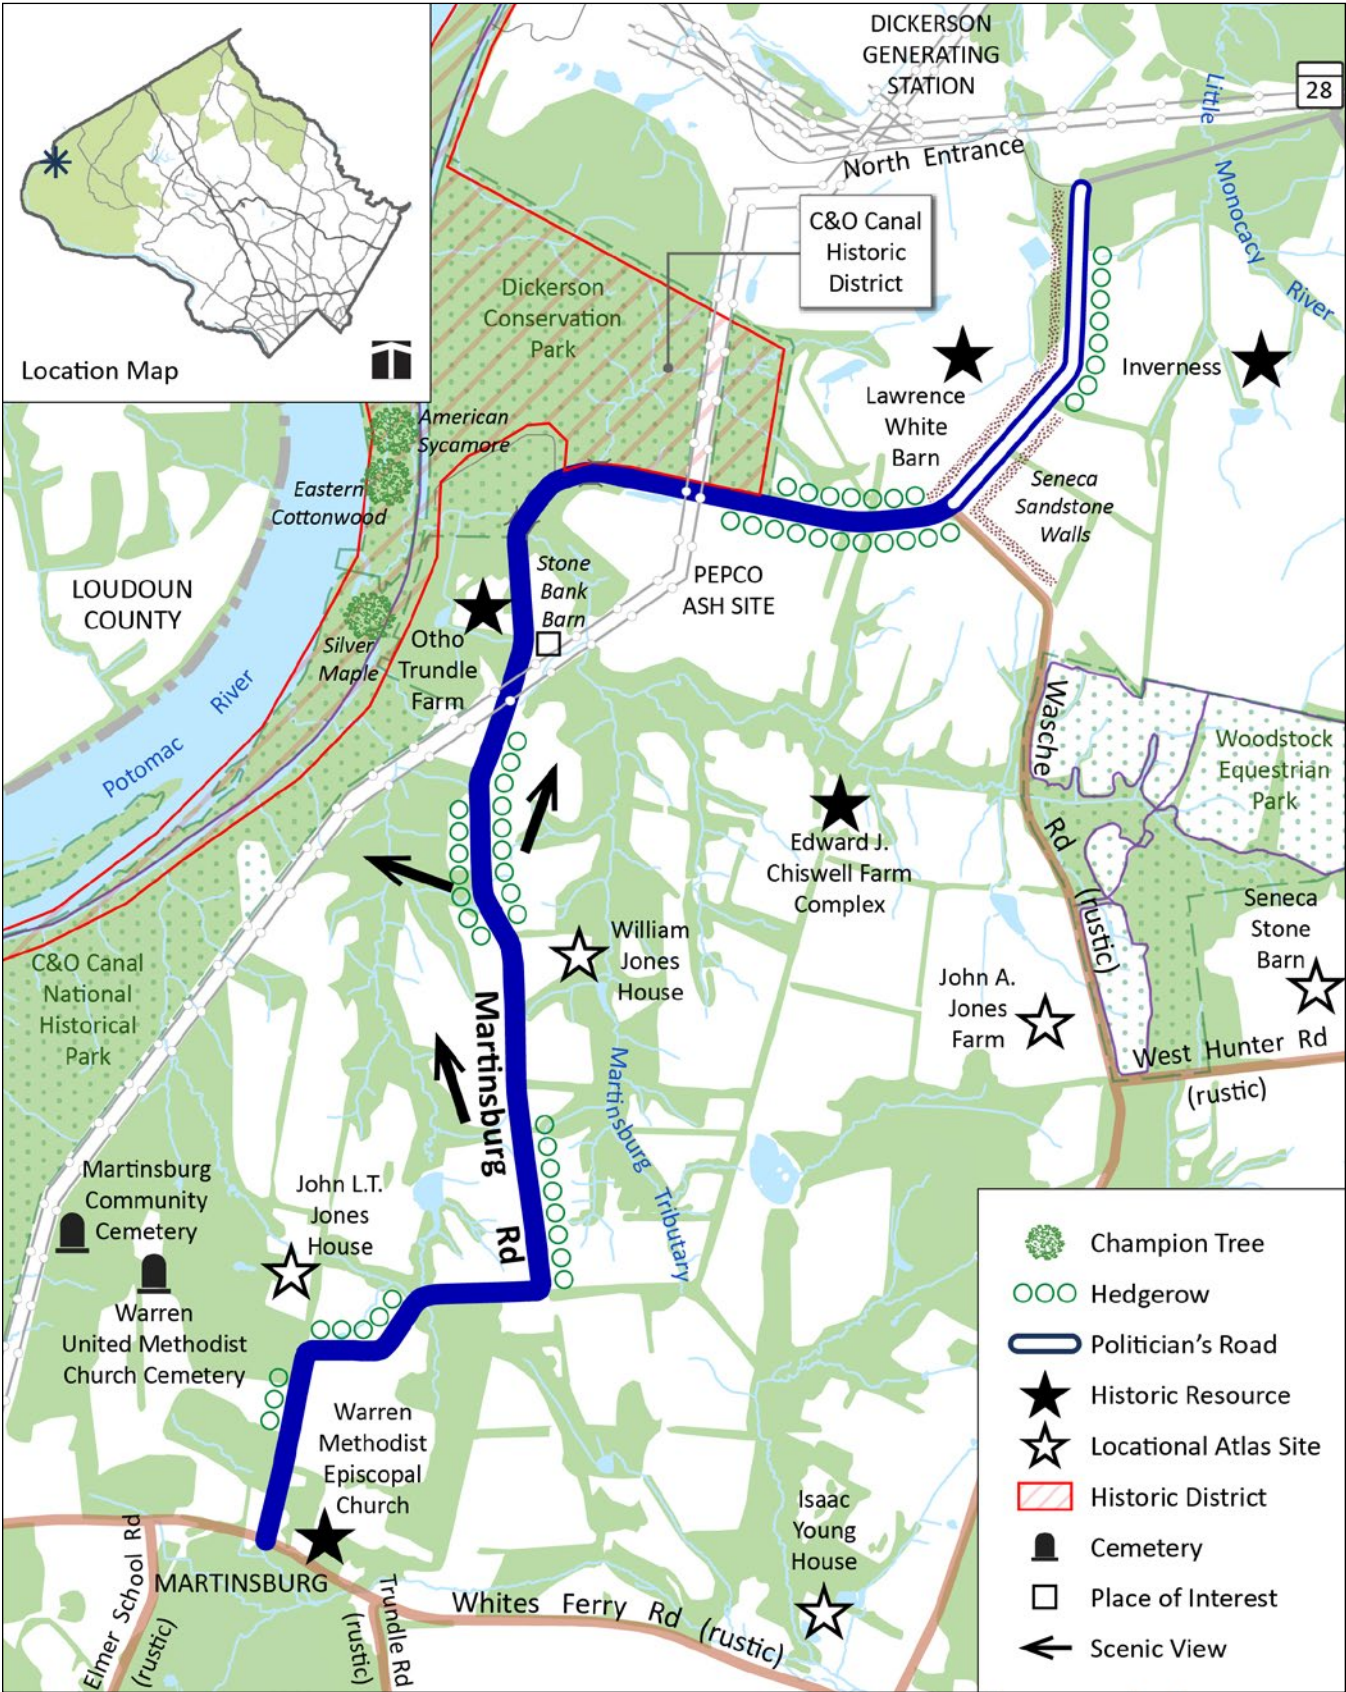 DICKERSON
GENERATING
STATION
28
Little
Monocacy
River
North Entrance
C&O Canal
Historic
District
Location Map
Dickerson
Conservation
Park
Lawrence
White
Barn
Inverness
American
Sycamore
Eastern
Cottonwood
Seneca
Sandstone
Walls
LOUDOUN
COUNTY
Stone
Bank
Barn
PEPCO
ASH SITE
Silver
Maple
Otho
Trundle
Farm
Potomac River
Wasche Rd (rustic)
Woodstock
Equestrian
Park
Edward J.
Chiswell Farm
Complex
Seneca
Stone
Barn
William
Jones
House
C&O Canal
National
Historical
Park
John A.
Jones
Farm
West Hunter Rd
(rustic)
Martinsburg Rd
Martinsburg Tributary
Martinsburg
Community
Cemetery
John L.T.
Jones
House
Warren
United Methodist
Church Cemetery
Warren
Methodist
Episcopal
Church
Isaac
Young
House
MARTINSBURG
Elmer School Rd
(rustic)
Trundle Rd
(rustic)
Whites Ferry Rd (rustic)
Champion Tree
Hedgerow
Politician's Road
Historic Resource
Locational Atlas Site
Historic District
Cemetery
Place of Interest
Scenic View